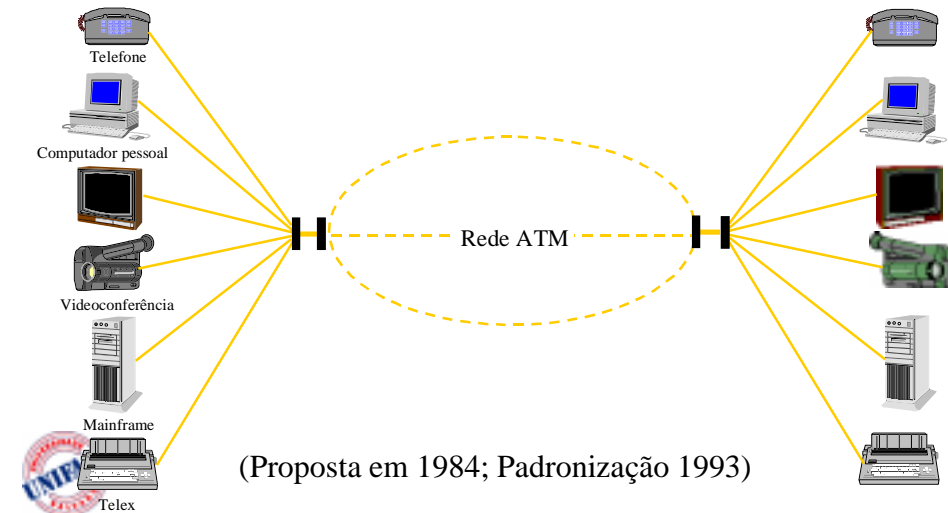 Telefone
Computador pessoal
Rede ATM
Videoconferência
Mainframe
(Proposta em 1984; Padronização 1993)
Telex